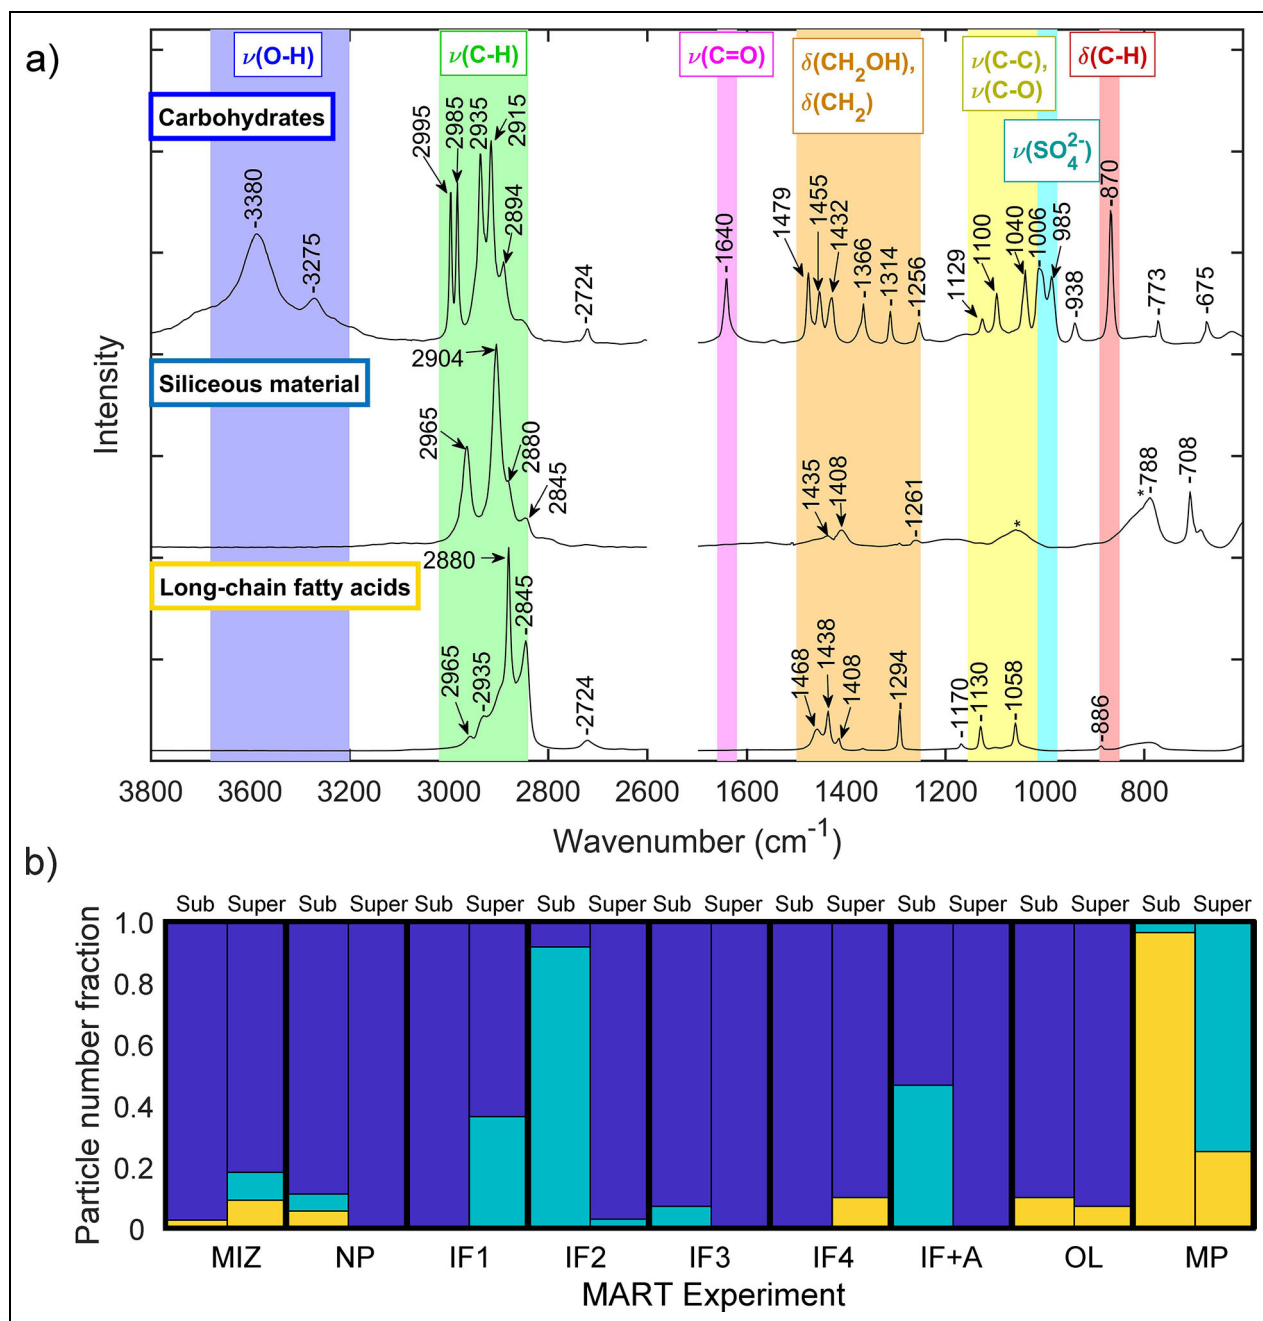 a)
ν(O-H)
ν(C-H)
ν(C=O)
δ(CH2OH),
δ(CH2)
ν(C-C),
ν(C-O)
δ(C-H)
ν(SO4^2-)
Carbohydrates
3380
3275
2995
2985
2935
2915
2894
2724
1640
1479
1455
1432
1366
1314
1256
1129
1100
1040
1006
985
938
870
773
675
Siliceous material
2904
2965
2880
2845
1435
1408
1261
*
*788
708
Long-chain fatty acids
2880
2845
2965
2935
2724
1468
1438
1408
1294
1170
1130
1058
886
Intensity
3800 3600 3400 3200 3000 2800 2600 1600 1400 1200 1000 800
Wavenumber (cm-1)
b)
Sub Super Sub Super Sub Super Sub Super Sub Super Sub Super Sub Super Sub Super Sub Super
Particle number fraction
1.0
0.8
0.6
0.4
0.2
0
MIZ NP IF1 IF2 IF3 IF4 IF+A OL MP
MART Experiment